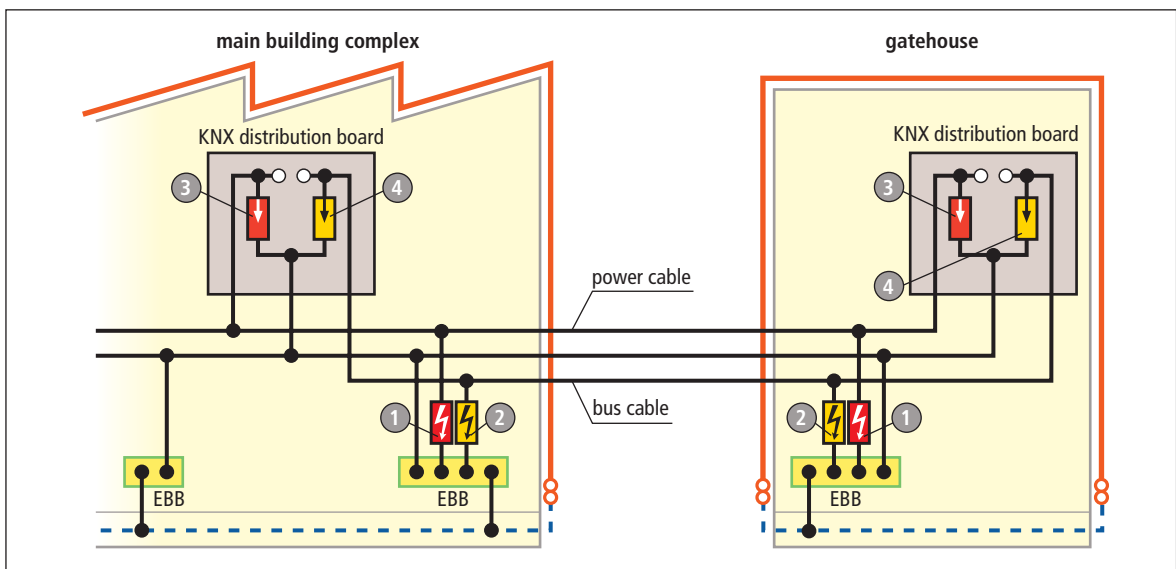 main building complex
gatehouse
KNX distribution board
KNX distribution board
3
4
3
4
power cable
bus cable
1
2
2
1
EBB
EBB
EBB